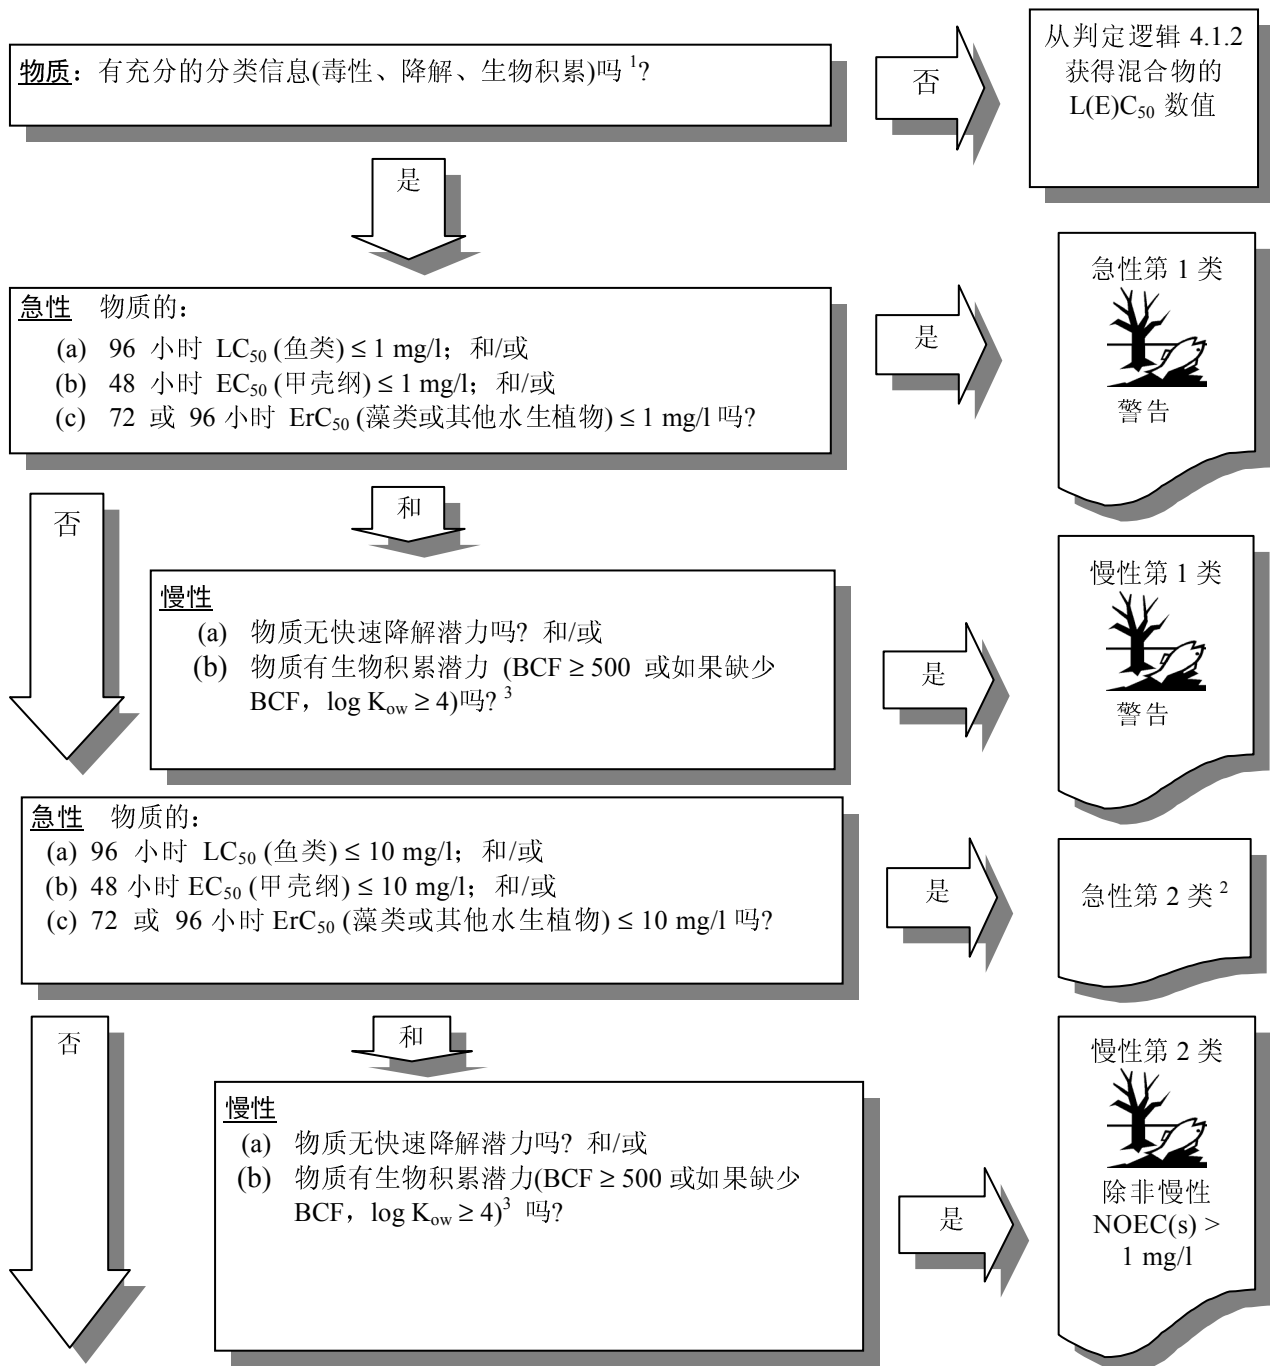 物质：有充分的分类信息(毒性、降解、生物积累)吗 ¹?
否
从判定逻辑 4.1.2
获得混合物的
L(E)C₅₀ 数值
是
急性 物质的：
(a) 96 小时 LC₅₀ (鱼类) ≤ 1 mg/l；和/或
(b) 48 小时 EC₅₀ (甲壳纲) ≤ 1 mg/l；和/或
(c) 72 或 96 小时 ErC₅₀ (藻类或其他水生植物) ≤ 1 mg/l 吗?
是
急性第 1 类
警告
否
和
慢性
(a) 物质无快速降解潜力吗? 和/或
(b) 物质有生物积累潜力 (BCF ≥ 500 或如果缺少
BCF，log Kₒw ≥ 4)吗? ³
是
慢性第 1 类
警告
急性 物质的：
(a) 96 小时 LC₅₀ (鱼类) ≤ 10 mg/l；和/或
(b) 48 小时 EC₅₀ (甲壳纲) ≤ 10 mg/l；和/或
(c) 72 或 96 小时 ErC₅₀ (藻类或其他水生植物) ≤ 10 mg/l 吗?
是
急性第 2 类 ²
否
和
慢性
(a) 物质无快速降解潜力吗? 和/或
(b) 物质有生物积累潜力(BCF ≥ 500 或如果缺少
BCF，log Kₒw ≥ 4)³ 吗?
是
慢性第 2 类
除非慢性
NOEC(s) >
1 mg/l